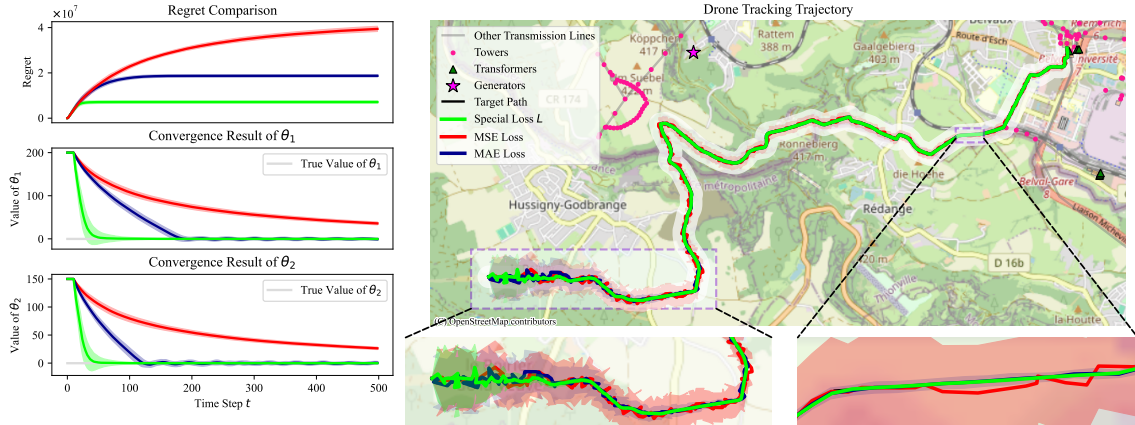 Regret Comparison
×10⁷
4
2
0
Regret
Convergence Result of θ₁
200
100
0
Value of θ₁
True Value of θ₁
Convergence Result of θ₂
150
100
50
0
Value of θ₂
True Value of θ₂
0
100
200
300
400
500
Time Step t
Drone Tracking Trajectory
Other Transmission Lines
Towers
Transformers
Generators
Target Path
Special Loss L
MSE Loss
MAE Loss
Köppchen
417 m
Rattem
388 m
Gaalgebierg
403 m
Belvaux
Route d'Esch
CR 174
Ronnebierg
417 m
métropolitaine
die Hoehe
Rédange
Hussigny-Godbrange
Belval-Gare
Liaison Micheville
Thionville
D 16b
la Houtte
(C) OpenStreetMap contributors